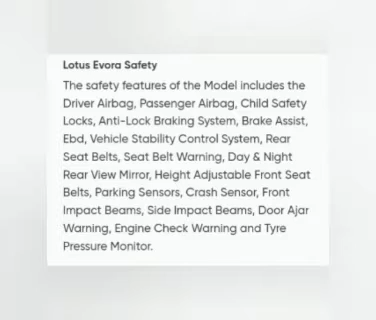 Lotus Evora Safety
The safety features of the Model includes the
Driver Airbag, Passenger Airbag, Child Safety
Locks, Anti-Lock Braking System, Brake Assist,
Ebd, Vehicle Stability Control System, Rear
Seat Belts, Seat Belt Warning, Day & Night
Rear View Mirror, Height Adjustable Front Seat
Belts, Parking Sensors, Crash Sensor, Front
Impact Beams, Side Impact Beams, Door Ajar
Warning, Engine Check Warning and Tyre
Pressure Monitor.